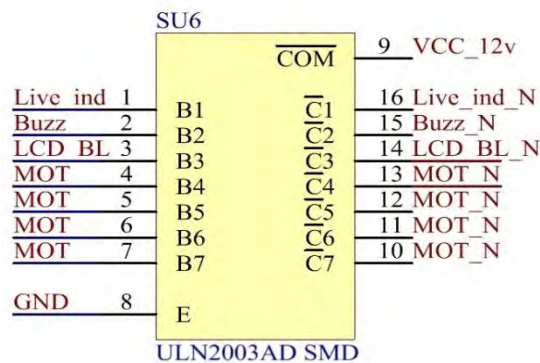 SU6
COM 9 VCC_12v
Live_ind 1 B1 C1 16 Live_ind_N
Buzz 2 B2 C2 15 Buzz_N
LCD_BL 3 B3 C3 14 LCD_BL_N
MOT 4 B4 C4 13 MOT_N
MOT 5 B5 C5 12 MOT_N
MOT 6 B6 C6 11 MOT_N
MOT 7 B7 C7 10 MOT_N
GND 8 E
ULN2003AD SMD